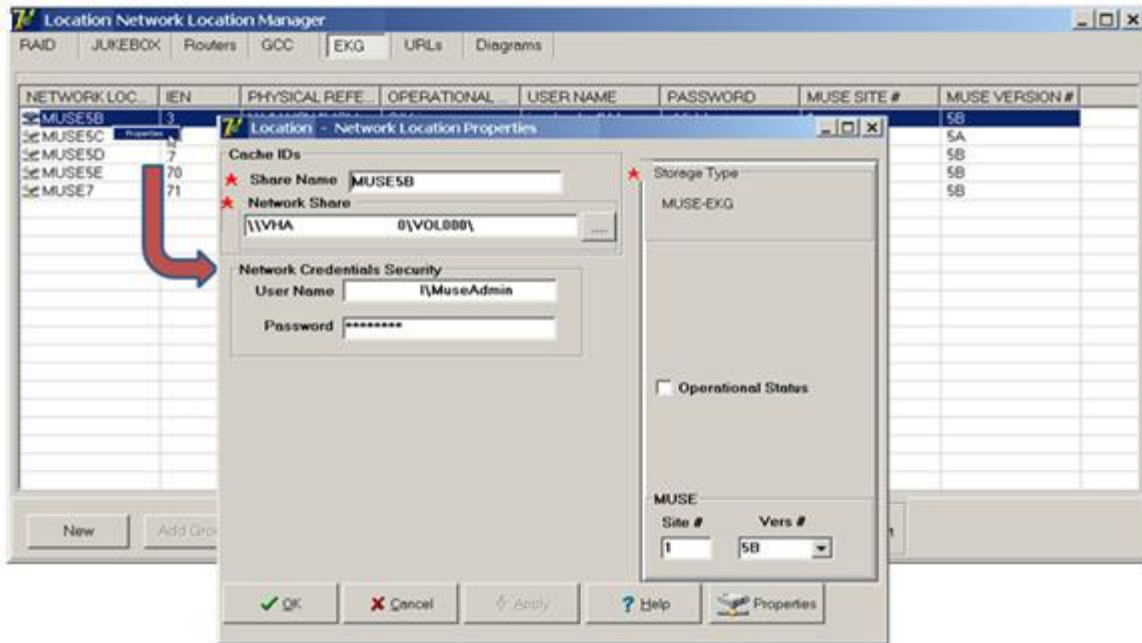 Location Network Location Manager
RAID JUKEBOX Routers GCC EKG URLs Diagrams
NETWORK LOC... IEN PHYSICAL REFE... OPERATIONAL ... USER NAME PASSWORD MUSE SITE # MUSE VERSION #
MUSE5B 3 5B
MUSE5C Properties 5A
MUSE5D 7 5B
MUSE5E 70 5B
MUSE7 71 5B
Location - Network Location Properties
Cache IDs
Share Name MUSE5B
Network Share
\\VHA 0\VOL000\ ....
Network Credentials Security
User Name I\MuseAdmin
Password ********
Storage Type
MUSE-EKG
Operational Status
MUSE
Site # Vers #
1 5B
New Add Gro
OK Cancel Apply Help Properties